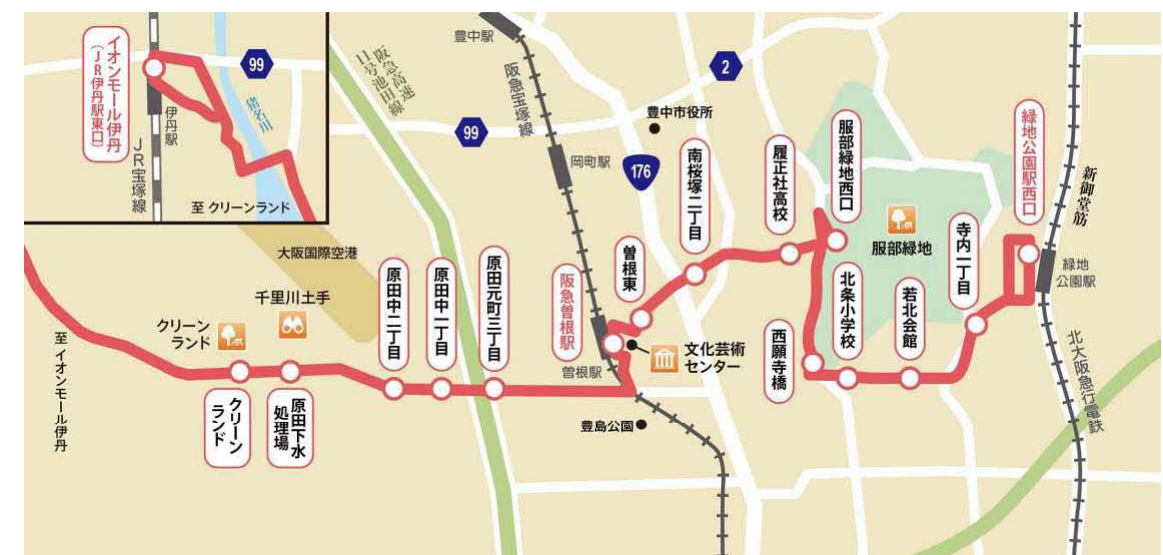 イオンモール伊丹
(JR伊丹駅東口)
伊丹駅
JR宝塚線
99
猪名川
至 クリーンランド
阪急高速
11号池田線
豊中駅
阪急宝塚線
2
99
豊中市役所
岡町駅
176
南桜塚二丁目
履正社高校
服部緑地西口
緑地公園駅西口
新御堂筋
服部緑地
寺内一丁目
緑地
公園駅
大阪国際空港
千里川土手
クリーン
ランド
原田中二丁目
原田中一丁目
原田元町三丁目
阪急曽根駅
曽根東
文化芸術
センター
曽根駅
西願寺橋
北条小学校
若北会館
至 イオンモール伊丹
クリーン
ランド
原田下水
処理場
豊島公園
北大阪急行電鉄